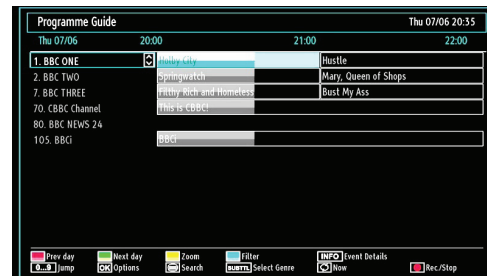 Programme Guide Thu 07/06 20:35
Thu 07/06 20:00 21:00 22:00
1. BBC ONE Holby City Hustle
2. BBC TWO Springwatch Mary, Queen of Shops
7. BBC THREE Filthy Rich and Homeless Bust My Ass
70. CBBC Channel This is CBBC!
80. BBC NEWS 24
105. BBCi BBCi
Prev day Next day Zoom Filter INFO Event Details
0...9 Jump OK Options Search SUBTTL Select Genre Now Rec./Stop